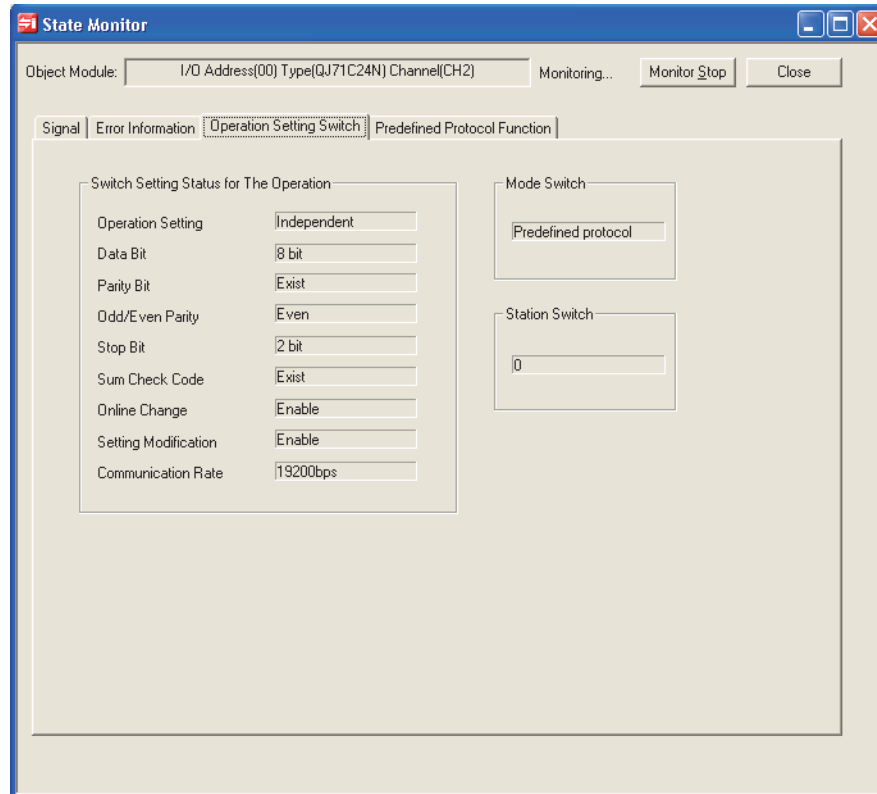 State Monitor
Object Module: I/O Address(00) Type(QJ71C24N) Channel(CH2) Monitoring... Monitor Stop Close
Signal Error Information Operation Setting Switch Predefined Protocol Function
Switch Setting Status for The Operation
Operation Setting Independent
Data Bit 8 bit
Parity Bit Exist
Odd/Even Parity Even
Stop Bit 2 bit
Sum Check Code Exist
Online Change Enable
Setting Modification Enable
Communication Rate 19200bps
Mode Switch
Predefined protocol
Station Switch
0